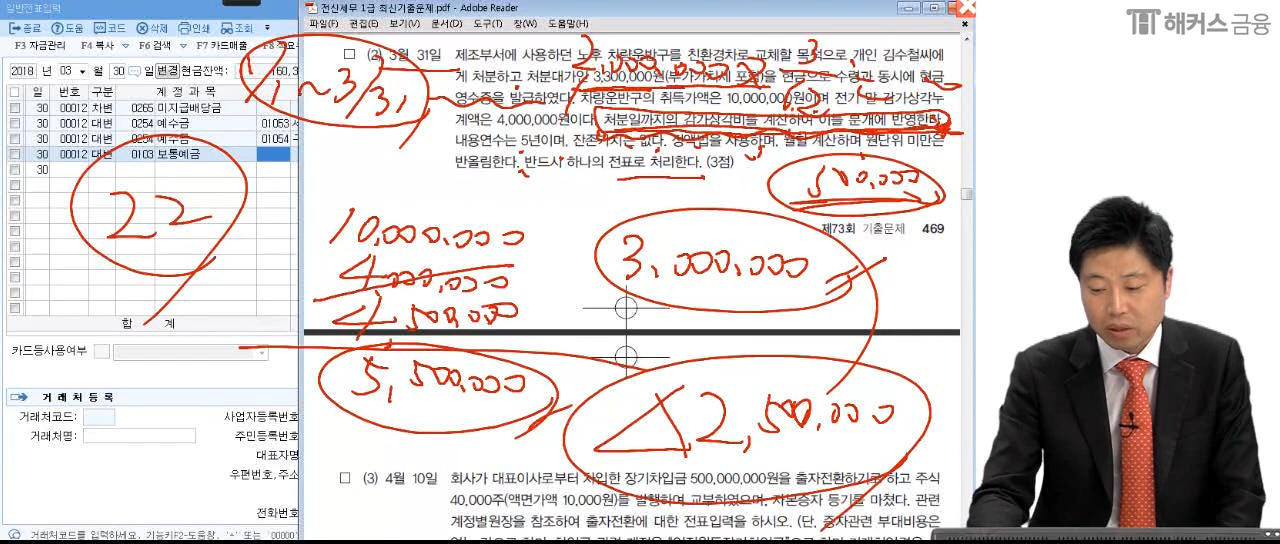 일반전표입력
종료 도움 코드 삭제 인쇄 조회
F3 자금관리 F4 복사 F6 검색 F7 카드매출
2018 년 03 월 30 일 변경 현금잔액:
일 번호 구분 계 정 과 목
30 00012 차변 0265 미지급배당금
30 00012 대변 0254 예수금 01053
30 00012 대변 0254 예수금 01054
30 00012 대변 0103 보통예금
30
22
합 계
카드등사용여부
거 래 처 등 록
거래처코드: 사업자등록번호
거래처명: 주민등록번호
대표자명
우편번호, 주소
전화번호
거래처코드를 입력하세요.
전산세무 1급 최신기출문제.pdf - Adobe Reader
파일(F) 편집(E) 보기(V) 문서(D) 도구(T) 창(W) 도움말(H)
(2) 3월 31일 제조부서에 사용하던 노후 차량운반구를 친환경차로 교체할 목적으로 개인 김수철씨에
게 처분하고 처분대가인 3,300,000원(부가가치세 포함)을 현금으로 수령과 동시에 현금
영수증을 발급하였다. 차량운반구의 취득가액은 10,000,000원이며 전기 말 감가상각누
계액은 4,000,000원이다. 처분일까지의 감가상각비를 계산하여 이를 분개에 반영한다.
내용연수는 5년이며, 잔존가치는 없다. 정액법을 사용하며, 월할 계산하며 원단위 미만은
반올림한다. 반드시 하나의 전표로 처리한다. (3점)
1/1~3/31
500,000
제73회 기출문제 469
10,000,000
4,000,000
4,500,000
5,500,000
3,000,000
△2,500,000
(3) 4월 10일 회사가 대표이사로부터 차입한 장기차입금 500,000,000원을 출자전환하기로 하고 주식
40,000주(액면가액 10,000원)를 발행하여 교부하였으며, 자본증자 등기를 마쳤다. 관련
계정별원장을 참조하여 출자전환에 대한 전표입력을 하시오. (단, 증자관련 부대비용은
해커스 금융